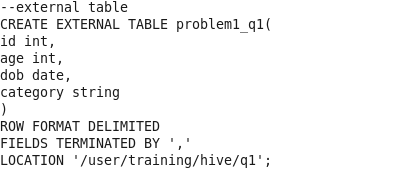 --external table
CREATE EXTERNAL TABLE problem1_q1(
id int,
age int,
dob date,
category string
)
ROW FORMAT DELIMITED
FIELDS TERMINATED BY ','
LOCATION '/user/training/hive/q1';